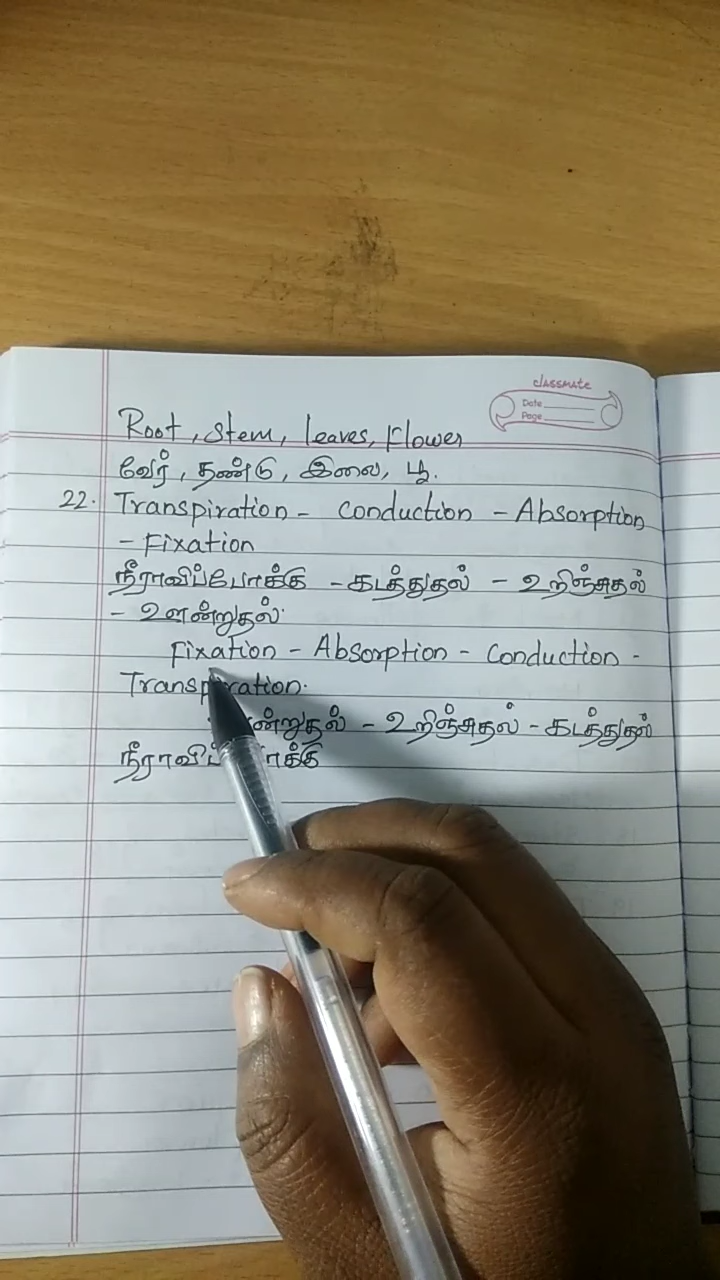 classmate
Date
Page
Root, stem, leaves, Flower
வேர், தண்டு, இலை, பூ.
22. Transpiration - Conduction - Absorption
- Fixation
நீராவிப்போக்கு - கடத்துதல் - உறிஞ்சுதல்
- ஊன்றுதல்.
Fixation - Absorption - Conduction -
Transpiration.
- உறிஞ்சுதல் - கடத்துதல்